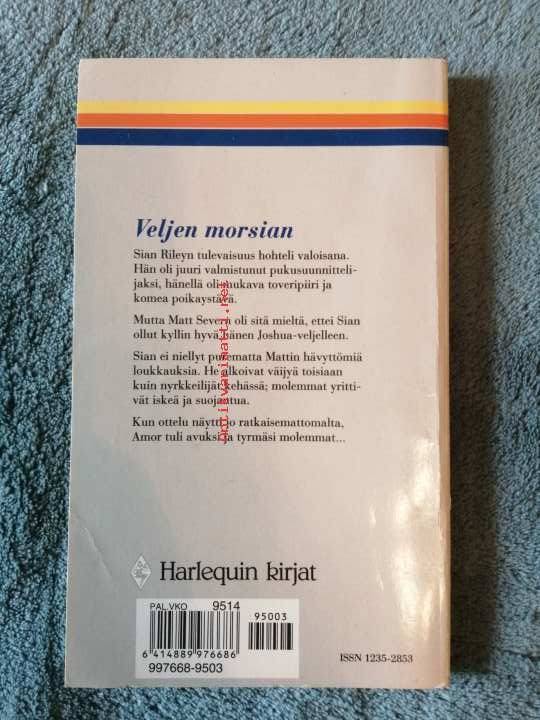 Veljen morsian
Sian Rileyn tulevaisuus hohteli valoisana.
Hän oli juuri valmistunut pukusuunnitteli-
jaksi, hänellä oli mukava toveripiiri ja
komea poikaystävä.
Mutta Matt Severn oli sitä mieltä, ettei Sian
ollut kyllin hyvä hänen Joshua-veljelleen.
Sian ei niellyt purematta Mattin hävyttömiä
loukkauksia. He alkoivat väijyä toisiaan
kuin nyrkkeilijät kehässä; molemmat yritti-
vät iskeä ja suojautua.
Kun ottelu näytti jo ratkaisemattomalta,
Amor tuli avuksi ja tyrmäsi molemmat...
antikvariaatti.net
Harlequin kirjat
PAL.VKO 9514
95003
6 414889 976686
997668-9503
ISSN 1235-2853